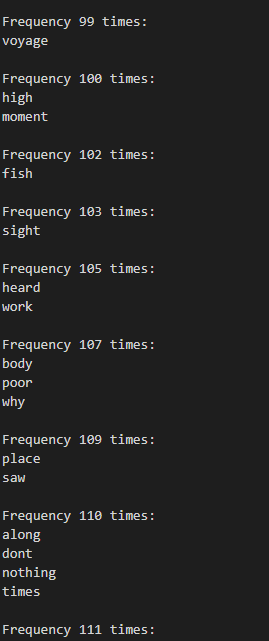 Frequency 99 times:
voyage
Frequency 100 times:
high
moment
Frequency 102 times:
fish
Frequency 103 times:
sight
Frequency 105 times:
heard
work
Frequency 107 times:
body
poor
why
Frequency 109 times:
place
saw
Frequency 110 times:
along
dont
nothing
times
Frequency 111 times: